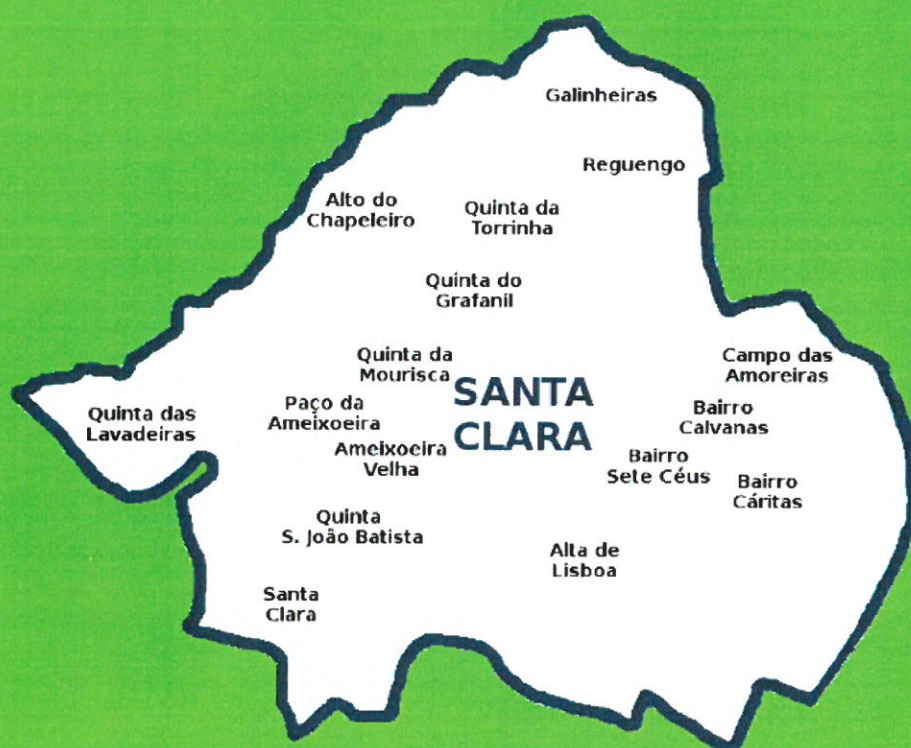 Galinheiras
Reguengo
Alto do
Chapeleiro
Quinta da
Torrinha
Quinta do
Grafanil
Quinta da
Mourisca
SANTA
CLARA
Campo das
Amoreiras
Quinta das
Lavadeiras
Paço da
Ameixoeira
Bairro
Calvanas
Ameixoeira
Velha
Bairro
Sete Céus
Bairro
Cáritas
Quinta
S. João Batista
Alta de
Lisboa
Santa
Clara